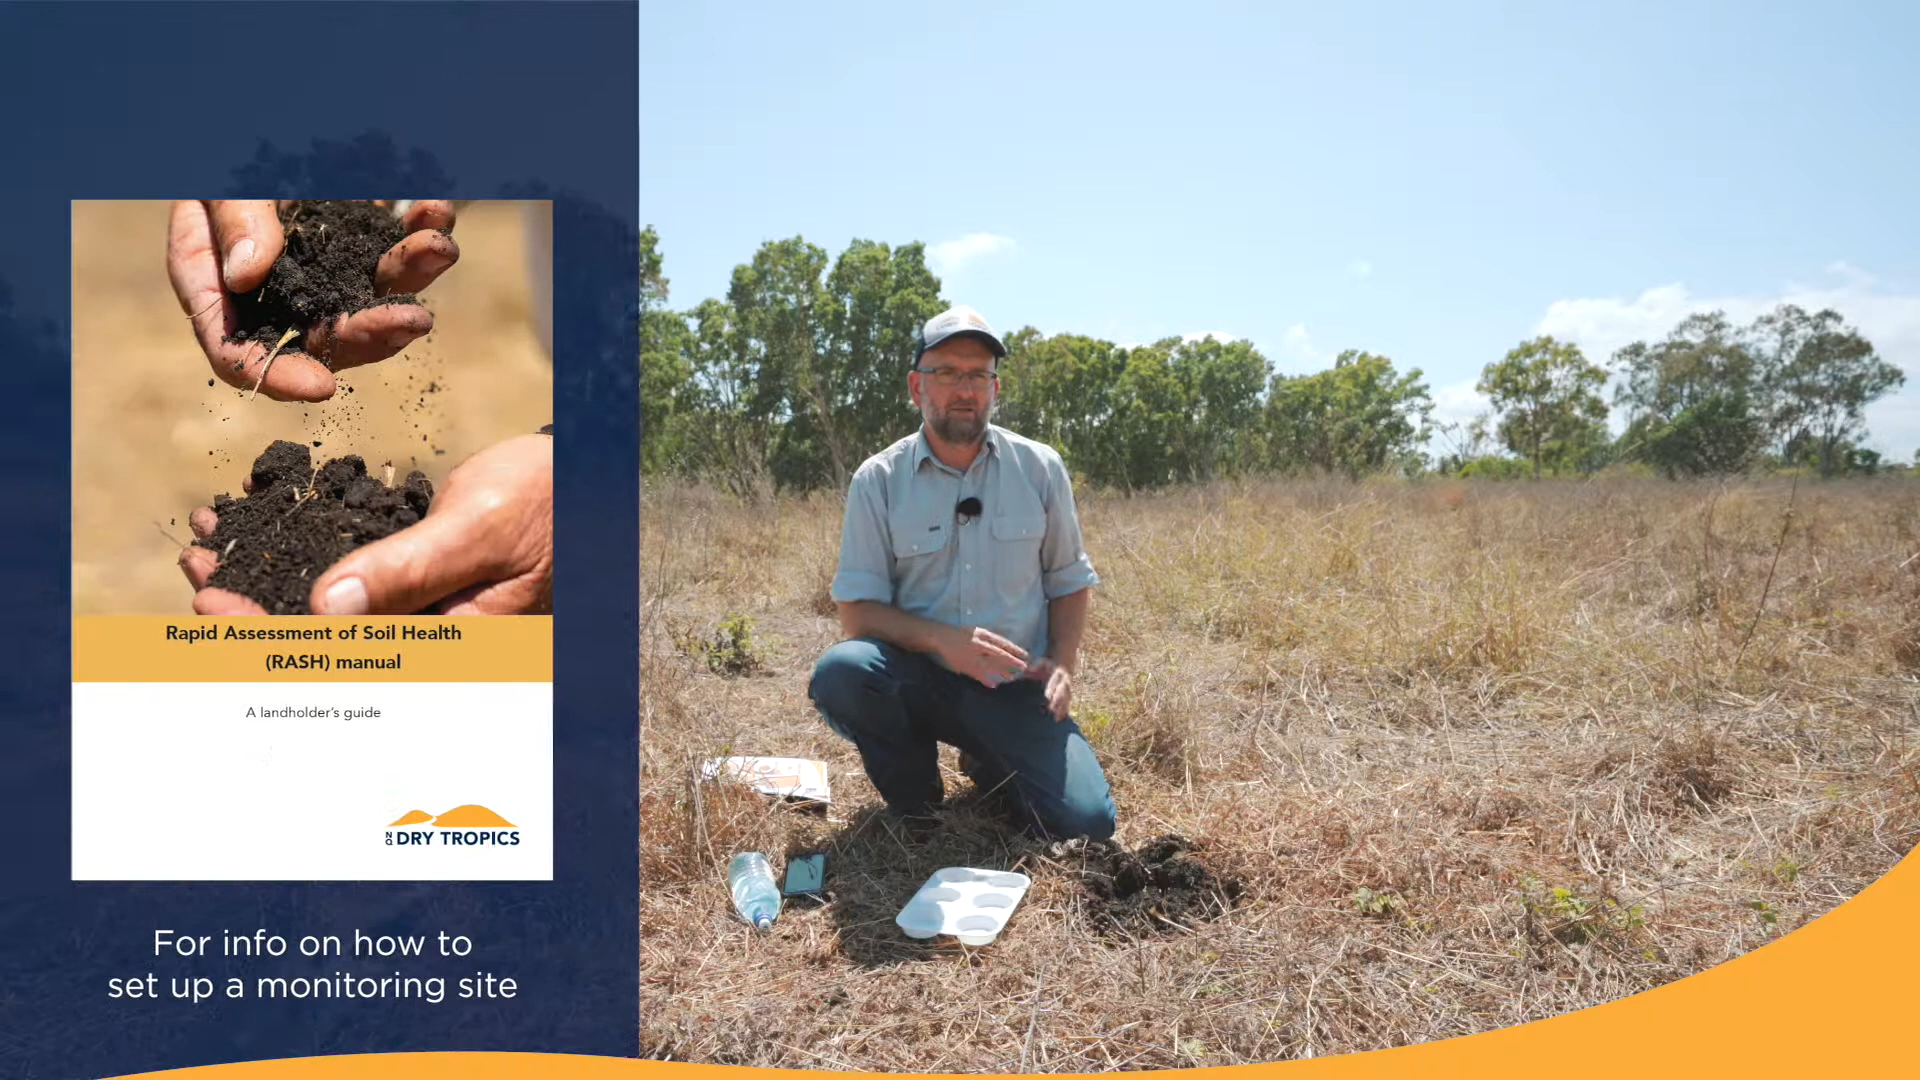 Rapid Assessment of Soil Health
(RASH) manual
A landholder's guide
NQ DRY TROPICS
For info on how to
set up a monitoring site